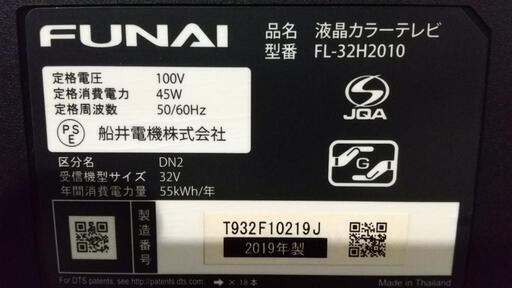 FUNAI
品名 液晶カラーテレビ
型番 FL-32H2010
定格電圧 100V
定格消費電力 45W
定格周波数 50/60Hz
PSE 船井電機株式会社
JQA
G
区分名 DN2
受信機型サイズ 32V
年間消費電力量 55kWh/年
製造番号
T932F10219J
2019年製
For DTS patents, see http://patents.dts.com.
➔ × 18本
Made in Thailand